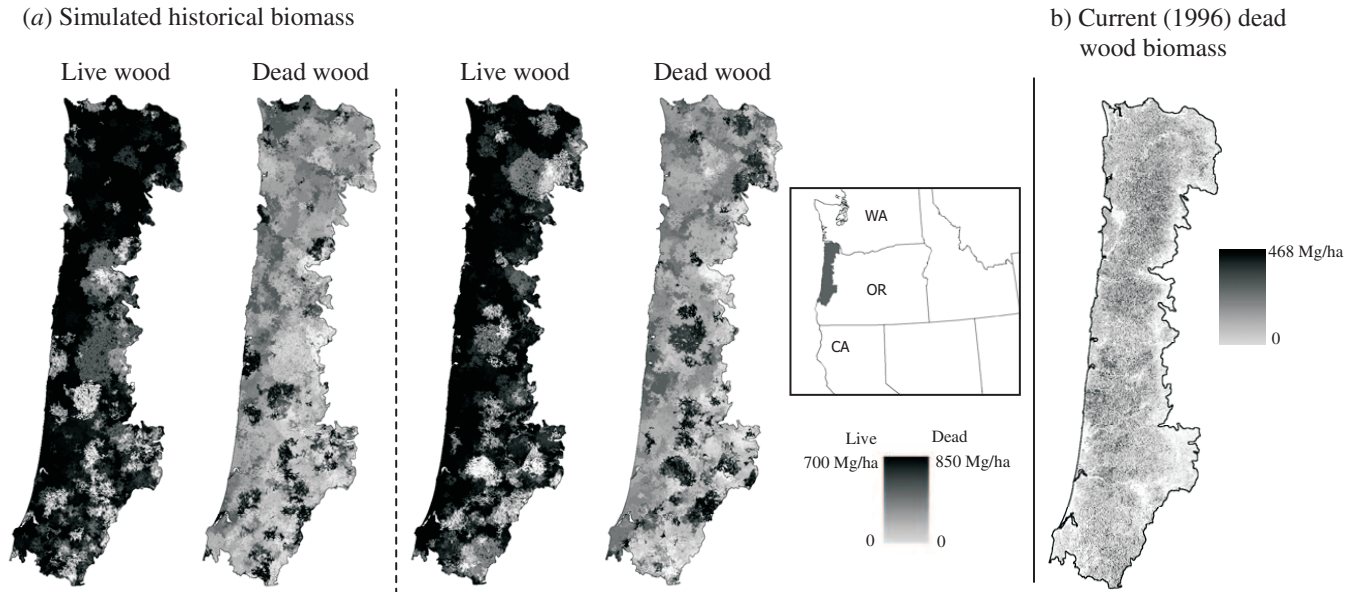 (a) Simulated historical biomass
Live wood
Dead wood
Live wood
Dead wood
WA
OR
CA
Live
Dead
700 Mg/ha
850 Mg/ha
0
0
b) Current (1996) dead
wood biomass
468 Mg/ha
0